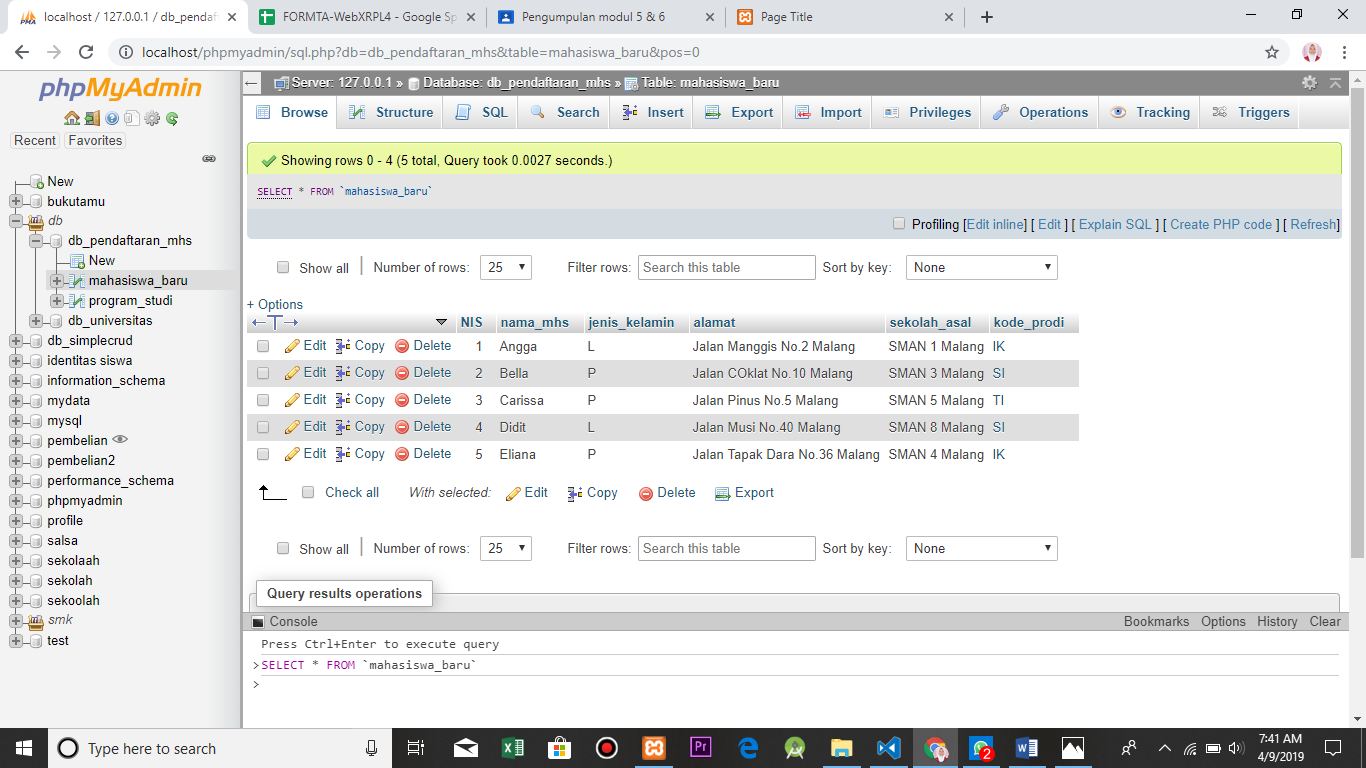 localhost / 127.0.0.1 / db_pendaf
FORMTA-WebXRPL4 - Google Sp
Pengumpulan modul 5 & 6
Page Title
localhost/phpmyadmin/sql.php?db=db_pendaftaran_mhs&table=mahasiswa_baru&pos=0
phpMyAdmin
Recent Favorites
New
bukutamu
db
db_pendaftaran_mhs
New
mahasiswa_baru
program_studi
db_universitas
db_simplecrud
identitas siswa
information_schema
mydata
mysql
pembelian
pembelian2
performance_schema
phpmyadmin
profile
salsa
sekolaah
sekolah
sekoolah
smk
test
Server: 127.0.0.1 » Database: db_pendaftaran_mhs » Table: mahasiswa_baru
Browse Structure SQL Search Insert Export Import Privileges Operations Tracking Triggers
Showing rows 0 - 4 (5 total, Query took 0.0027 seconds.)
SELECT * FROM `mahasiswa_baru`
Profiling [Edit inline] [ Edit ] [ Explain SQL ] [ Create PHP code ] [ Refresh]
Show all | Number of rows: 25 Filter rows: Search this table Sort by key: None
+ Options
NIS nama_mhs jenis_kelamin alamat sekolah_asal kode_prodi
Edit Copy Delete 1 Angga L Jalan Manggis No.2 Malang SMAN 1 Malang IK
Edit Copy Delete 2 Bella P Jalan COklat No.10 Malang SMAN 3 Malang SI
Edit Copy Delete 3 Carissa P Jalan Pinus No.5 Malang SMAN 5 Malang TI
Edit Copy Delete 4 Didit L Jalan Musi No.40 Malang SMAN 8 Malang SI
Edit Copy Delete 5 Eliana P Jalan Tapak Dara No.36 Malang SMAN 4 Malang IK
Check all With selected: Edit Copy Delete Export
Show all | Number of rows: 25 Filter rows: Search this table Sort by key: None
Query results operations
Console Bookmarks Options History Clear
Press Ctrl+Enter to execute query
>SELECT * FROM `mahasiswa_baru`
>
Type here to search
Pr
2
7:41 AM
4/9/2019